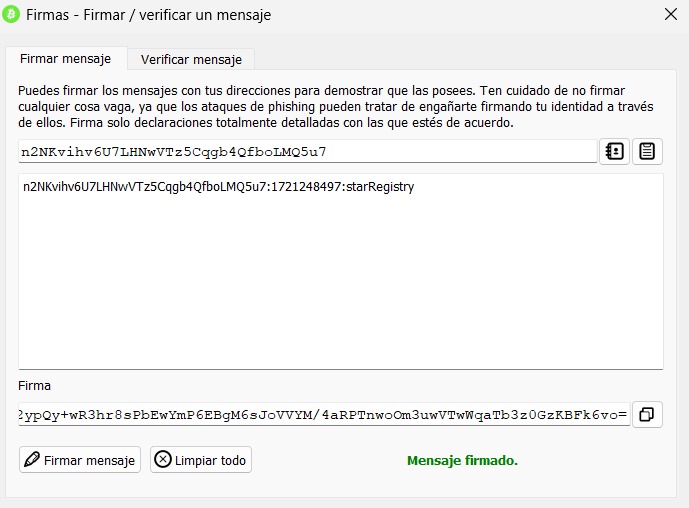 Firmas - Firmar / verificar un mensaje
Firmar mensaje
Verificar mensaje
Puedes firmar los mensajes con tus direcciones para demostrar que las posees. Ten cuidado de no firmar
cualquier cosa vaga, ya que los ataques de phishing pueden tratar de engañarte firmando tu identidad a través
de ellos. Firma solo declaraciones totalmente detalladas con las que estés de acuerdo.
n2NKvihv6U7LHNwVTz5Cqgb4QfboLMQ5u7
n2NKvihv6U7LHNwVTz5Cqgb4QfboLMQ5u7:1721248497:starRegistry
Firma
2ypQy+wR3hr8sPbEwYmP6EBgM6sJoVVYM/4aRPTnwoOm3uwVTwWqaTb3z0GzKBFk6vo=
Firmar mensaje
Limpiar todo
Mensaje firmado.